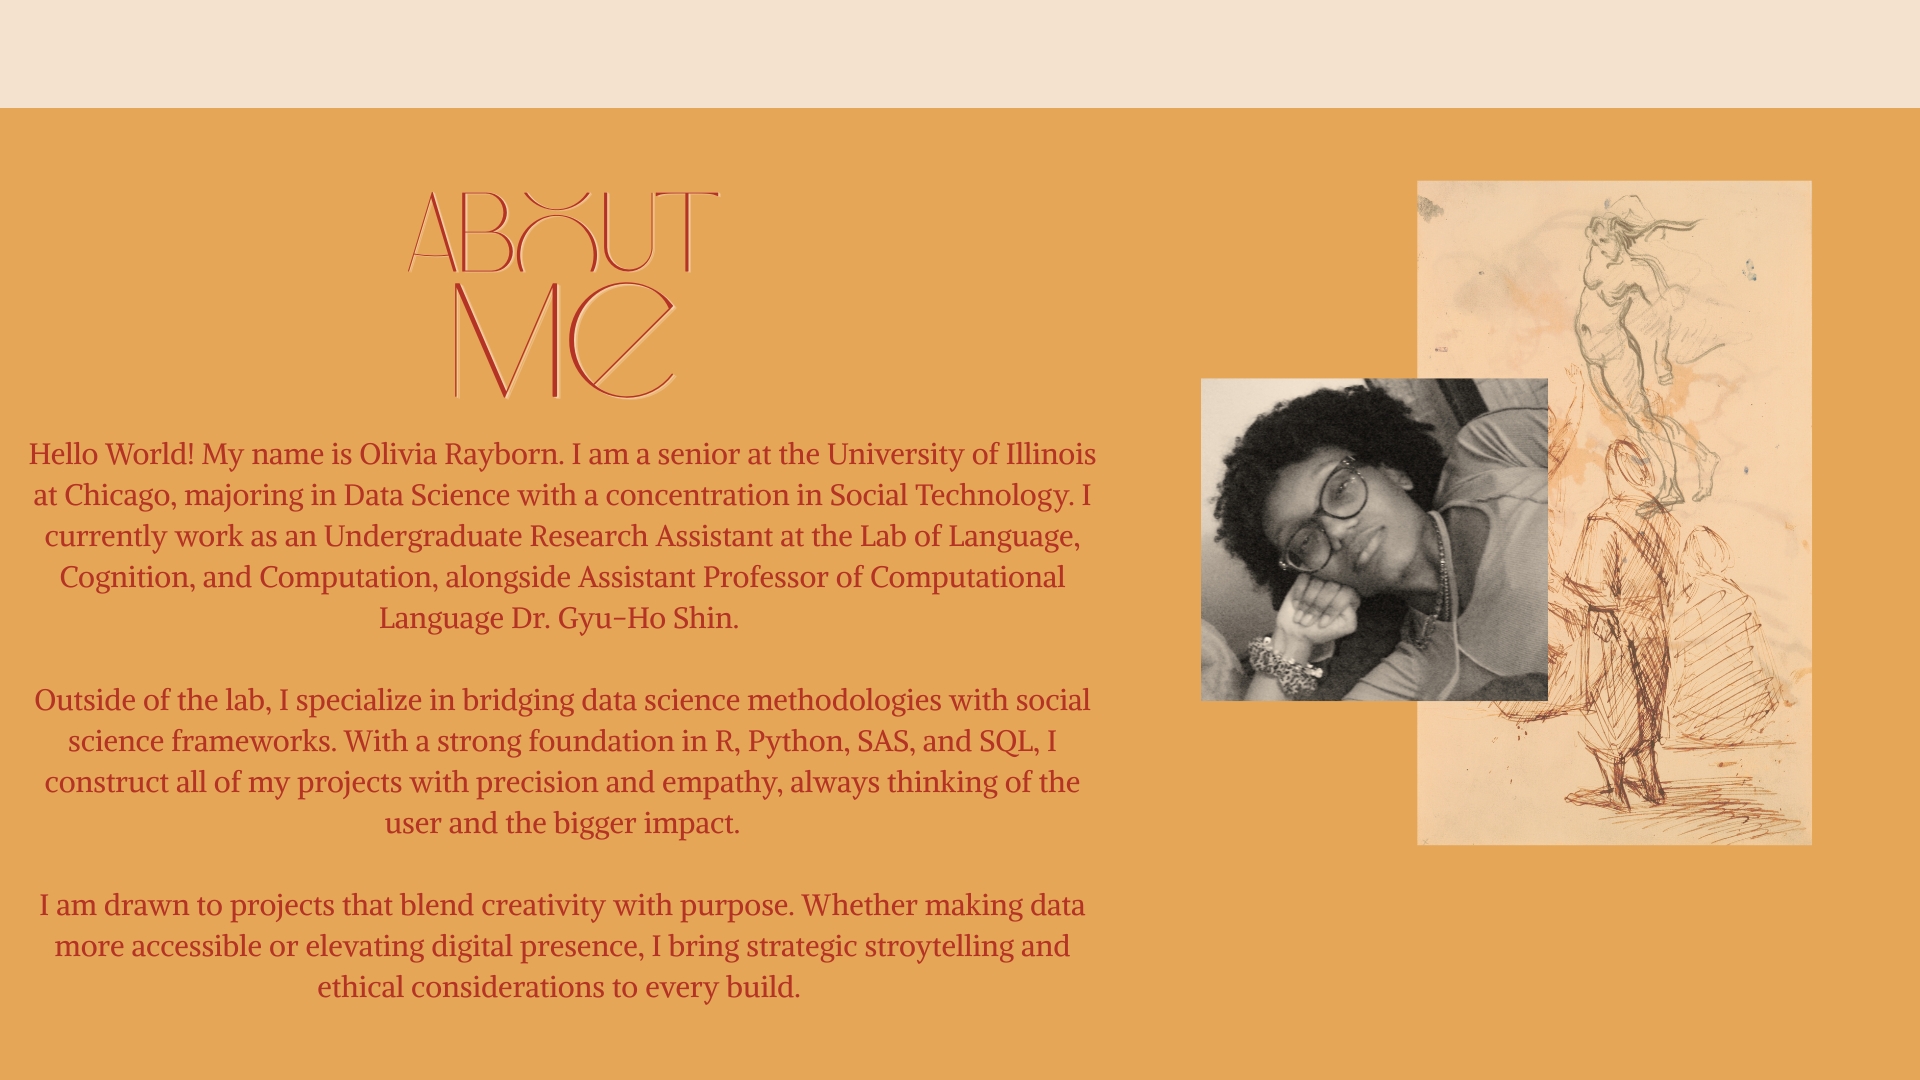 ABOUT
Me
Hello World! My name is Olivia Rayborn. I am a senior at the University of Illinois
at Chicago, majoring in Data Science with a concentration in Social Technology. I
currently work as an Undergraduate Research Assistant at the Lab of Language,
Cognition, and Computation, alongside Assistant Professor of Computational
Language Dr. Gyu-Ho Shin.
Outside of the lab, I specialize in bridging data science methodologies with social
science frameworks. With a strong foundation in R, Python, SAS, and SQL, I
construct all of my projects with precision and empathy, always thinking of the
user and the bigger impact.
I am drawn to projects that blend creativity with purpose. Whether making data
more accessible or elevating digital presence, I bring strategic stroytelling and
ethical considerations to every build.